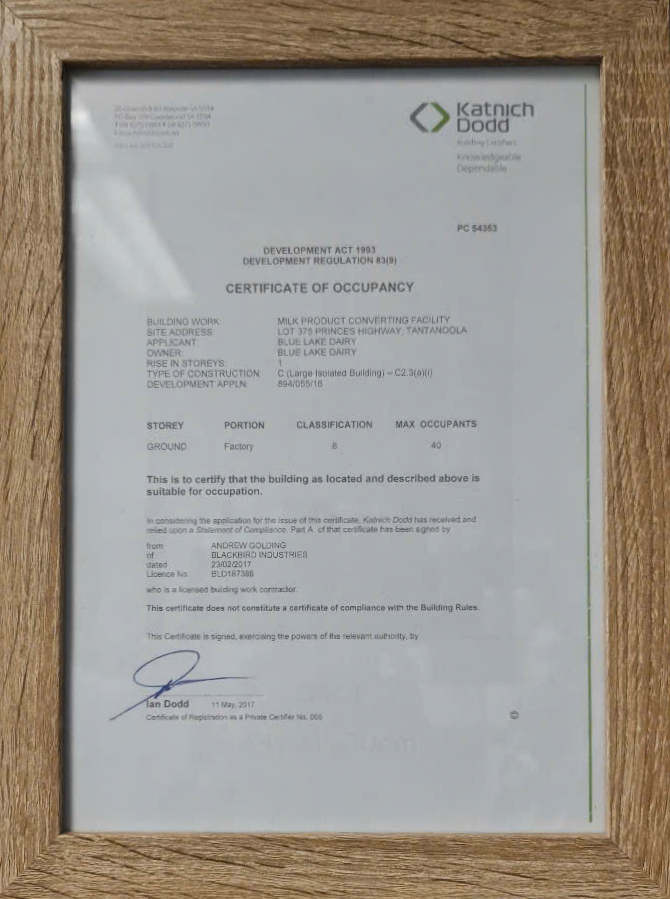 Katnich
Dodd
Building Certifiers
Knowledgeable
Dependable
PC 54353
DEVELOPMENT ACT 1993
DEVELOPMENT REGULATION 83(9)
CERTIFICATE OF OCCUPANCY
BUILDING WORK: MILK PRODUCT CONVERTING FACILITY
SITE ADDRESS: LOT 376 PRINCES HIGHWAY, TANTANOOLA
APPLICANT: BLUE LAKE DAIRY
OWNER: BLUE LAKE DAIRY
RISE IN STOREYS: 1
TYPE OF CONSTRUCTION: C (Large Isolated Building) – C2.3(a)(i)
DEVELOPMENT APPLN: 894/055/16
STOREY PORTION CLASSIFICATION MAX OCCUPANTS
GROUND Factory 8 40
This is to certify that the building as located and described above is
suitable for occupation.
In considering the application for the issue of this certificate, Katnich Dodd has received and
relied upon a Statement of Compliance. Part A of that certificate has been signed by
from ANDREW GOLDING
of BLACKBIRD INDUSTRIES
dated 23/02/2017
Licence No. BLD187388
who is a licensed building work contractor.
This certificate does not constitute a certificate of compliance with the Building Rules.
This Certificate is signed, exercising the powers of the relevant authority, by
Ian Dodd 11 May, 2017
Certificate of Registration as a Private Certifier No. 006
©